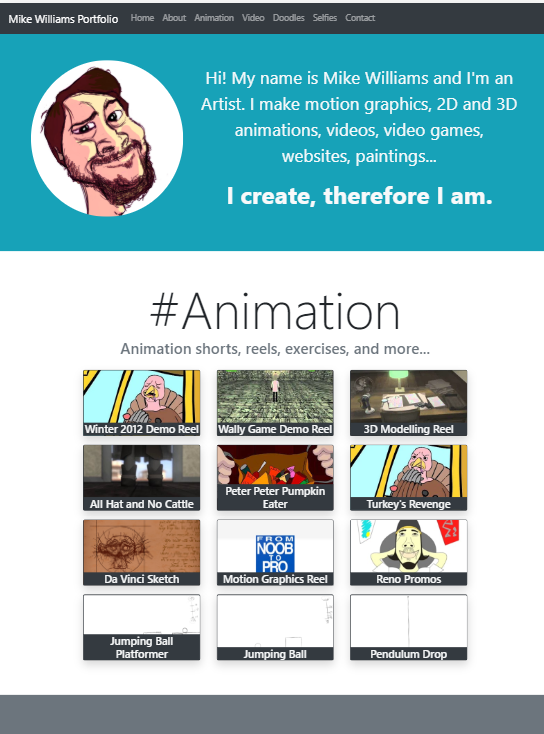 Mike Williams Portfolio Home About Animation Video Doodles Selfies Contact
Hi! My name is Mike Williams and I'm an
Artist. I make motion graphics, 2D and 3D
animations, videos, video games,
websites, paintings...
I create, therefore I am.
#Animation
Animation shorts, reels, exercises, and more...
Winter 2012 Demo Reel
Wally Game Demo Reel
3D Modelling Reel
All Hat and No Cattle
Peter Peter Pumpkin
Eater
Turkey's Revenge
Da Vinci Sketch
FROM
NOOB
TO
PRO
Motion Graphics Reel
Reno Promos
Jumping Ball
Platformer
Jumping Ball
Pendulum Drop